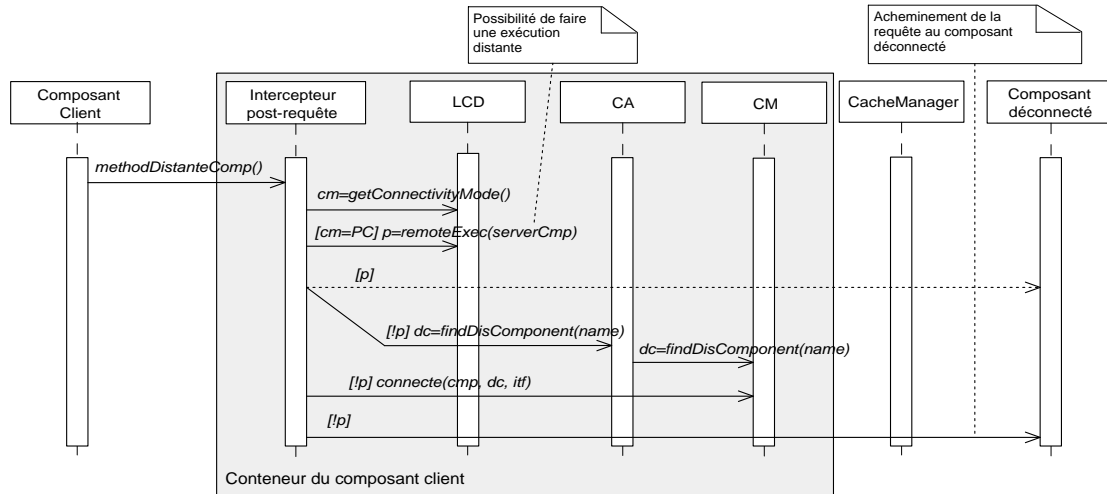 Possibilité de faire
une exécution
distante
Acheminement de la
requête au composant
déconnecté
Composant
Client
Intercepteur
post-requête
LCD
CA
CM
CacheManager
Composant
déconnecté
methodDistanteComp()
cm=getConnectivityMode()
[cm=PC] p=remoteExec(serverCmp)
[p]
[!p] dc=findDisComponent(name)
dc=findDisComponent(name)
[!p] connecte(cmp, dc, itf)
[!p]
Conteneur du composant client